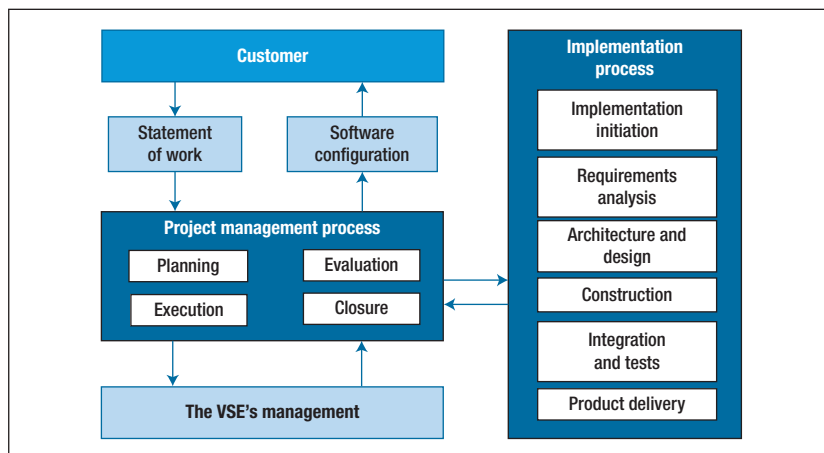 Customer
Statement
of work
Software
configuration
Project management process
Planning
Evaluation
Execution
Closure
The VSE's management
Implementation
process
Implementation
initiation
Requirements
analysis
Architecture and
design
Construction
Integration
and tests
Product delivery